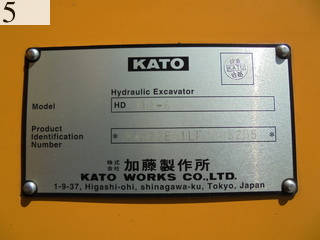 5
KATO
Hydraulic Excavator
Model HD
Product
Identification
Number
株式会社 加藤製作所
KATO WORKS CO.,LTD.
1-9-37, Higashi-ohi, shinagawa-ku, Tokyo, Japan